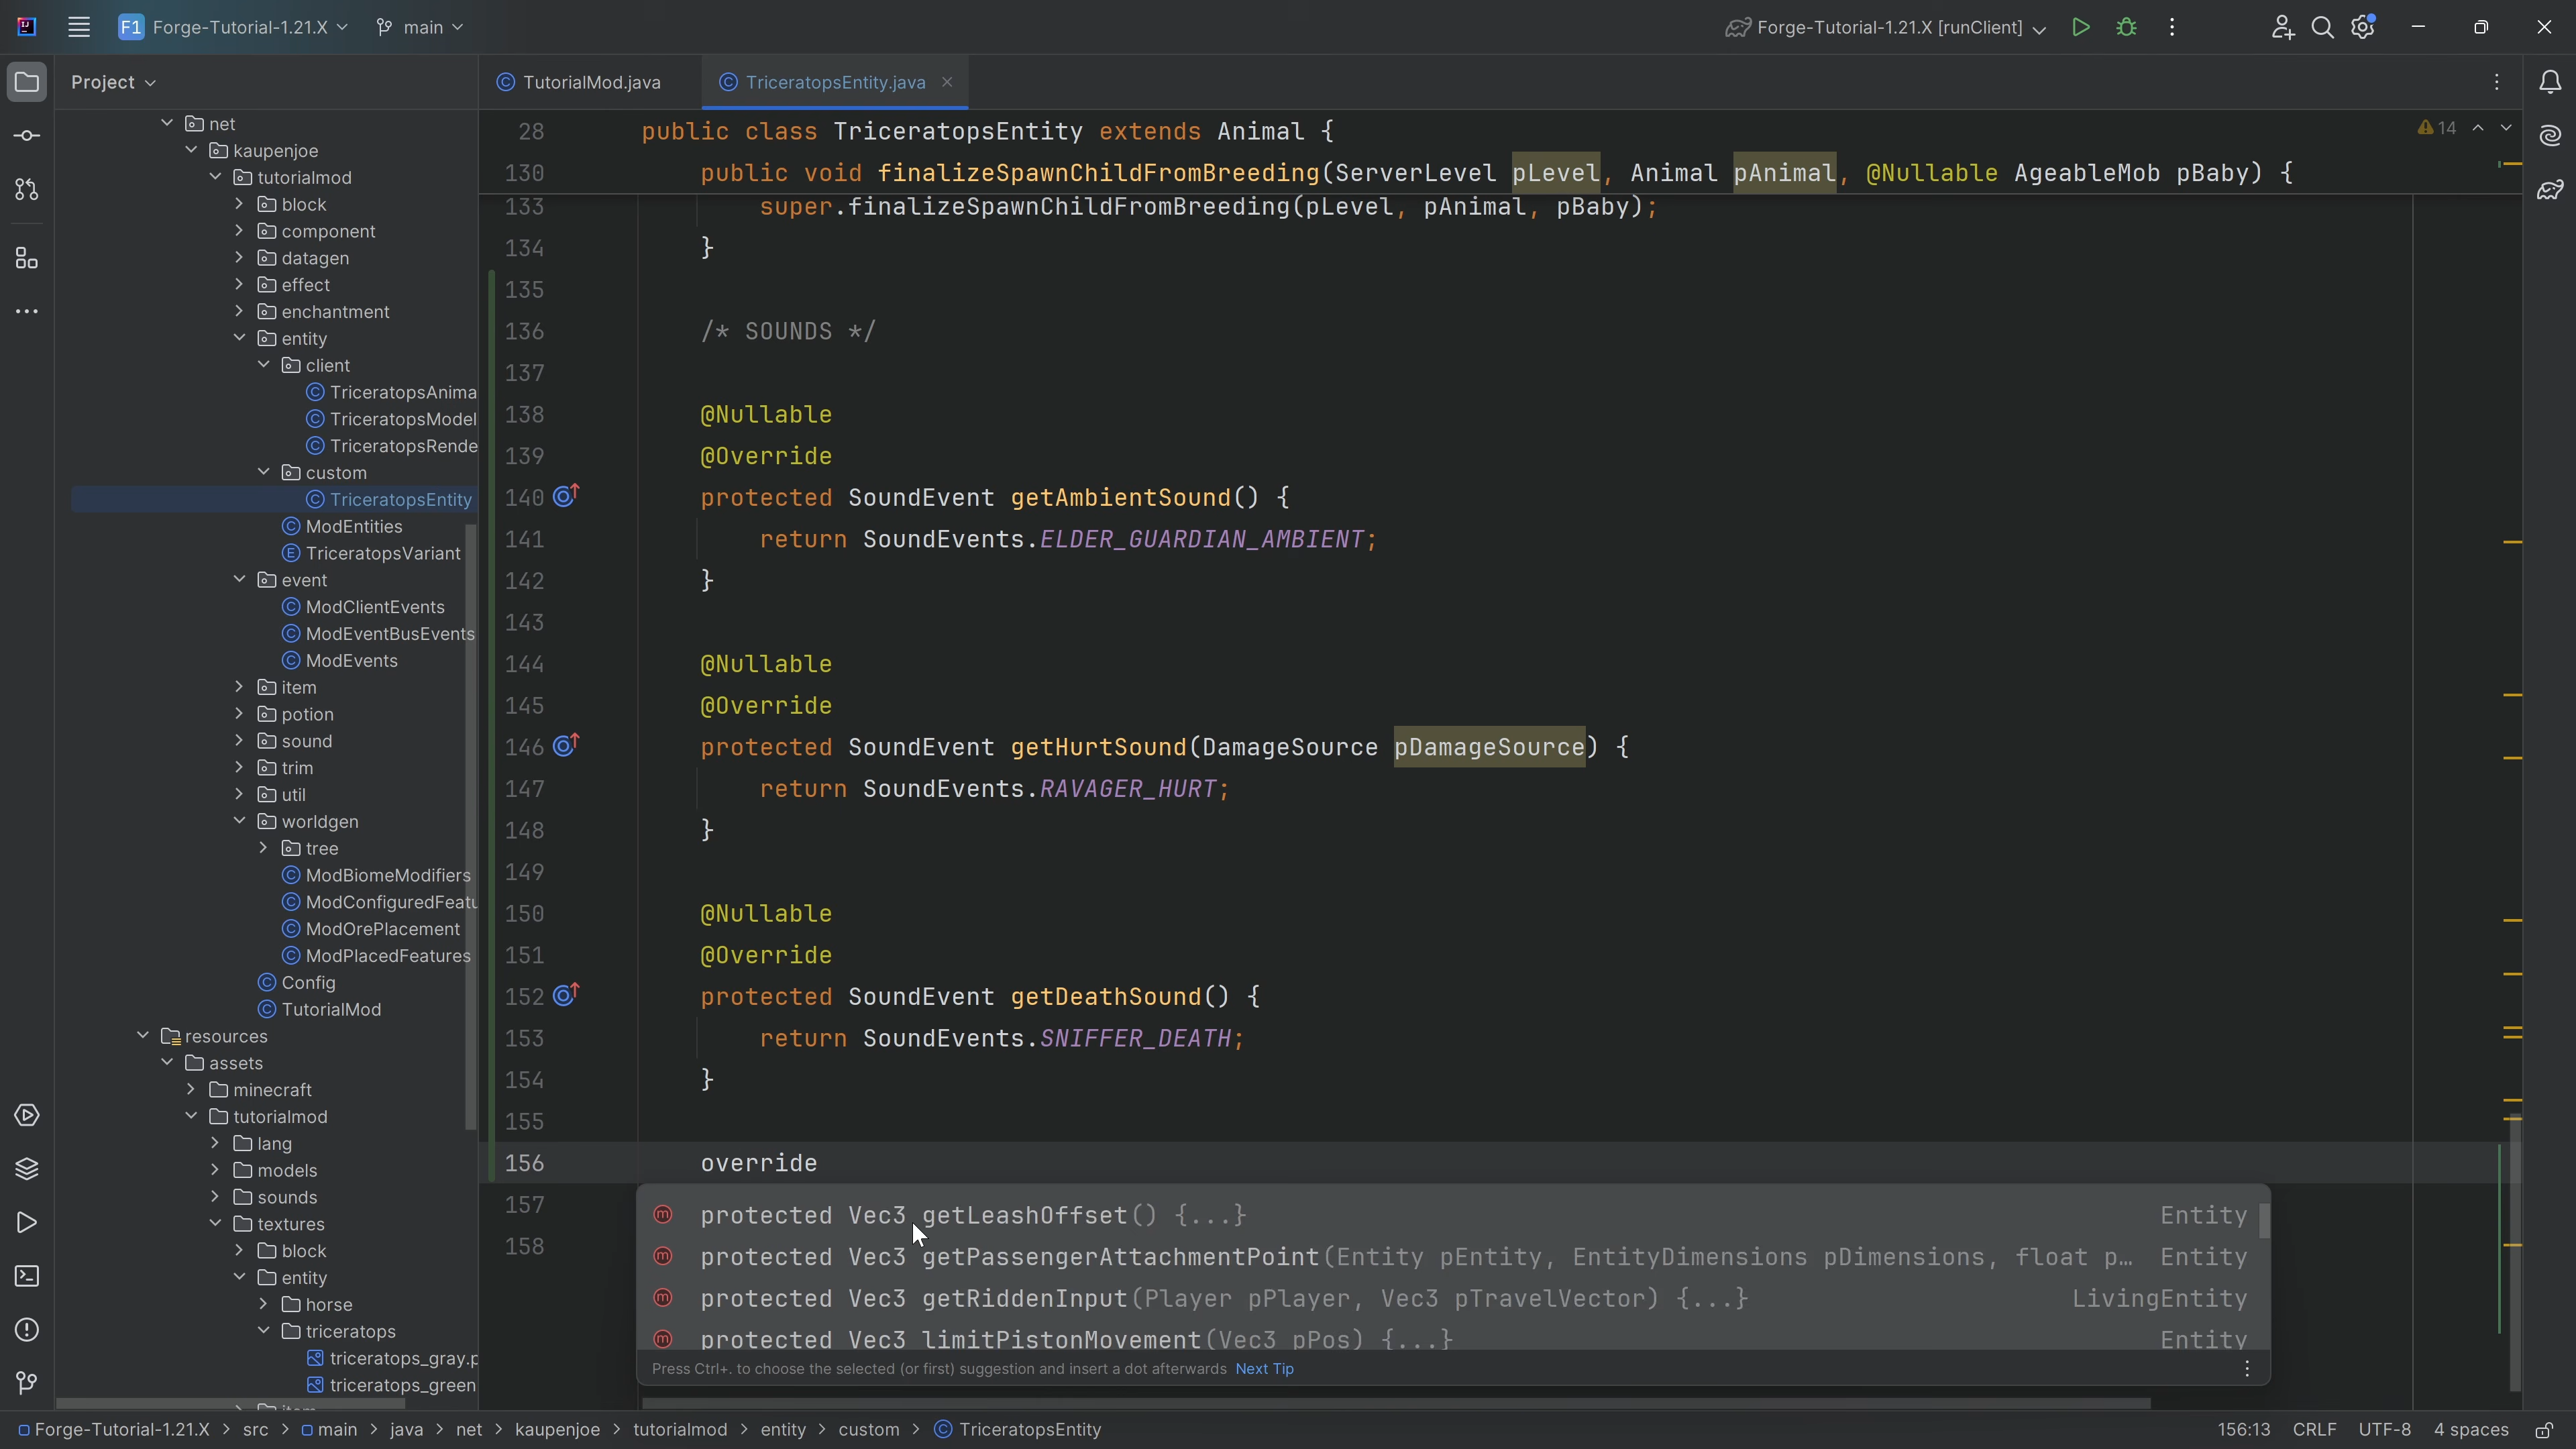 F1 Forge-Tutorial-1.21.X main Forge-Tutorial-1.21.X [runClient]
Project
TutorialMod.java TriceratopsEntity.java
net
kaupenjoe
tutorialmod
block
component
datagen
effect
enchantment
entity
client
TriceratopsAnima
TriceratopsModel
TriceratopsRende
custom
TriceratopsEntity
ModEntities
TriceratopsVariant
event
ModClientEvents
ModEventBusEvents
ModEvents
item
potion
sound
trim
util
worldgen
tree
ModBiomeModifiers
ModConfiguredFeatu
ModOrePlacement
ModPlacedFeatures
Config
TutorialMod
resources
assets
minecraft
tutorialmod
lang
models
sounds
textures
block
entity
horse
triceratops
triceratops_gray.p
triceratops_green
28 public class TriceratopsEntity extends Animal {
14
130 public void finalizeSpawnChildFromBreeding(ServerLevel pLevel, Animal pAnimal, @Nullable AgeableMob pBaby) {
133 super.finalizeSpawnChildFromBreeding(pLevel, pAnimal, pBaby);
134 }
135
136 /* SOUNDS */
137
138 @Nullable
139 @Override
140 protected SoundEvent getAmbientSound() {
141 return SoundEvents.ELDER_GUARDIAN_AMBIENT;
142 }
143
144 @Nullable
145 @Override
146 protected SoundEvent getHurtSound(DamageSource pDamageSource) {
147 return SoundEvents.RAVAGER_HURT;
148 }
149
150 @Nullable
151 @Override
152 protected SoundEvent getDeathSound() {
153 return SoundEvents.SNIFFER_DEATH;
154 }
155
156 override
157
158
protected Vec3 getLeashOffset() {...} Entity
protected Vec3 getPassengerAttachmentPoint(Entity pEntity, EntityDimensions pDimensions, float p… Entity
protected Vec3 getRiddenInput(Player pPlayer, Vec3 pTravelVector) {...} LivingEntity
protected Vec3 limitPistonMovement(Vec3 pPos) {...} Entity
Press Ctrl+. to choose the selected (or first) suggestion and insert a dot afterwards Next Tip
Forge-Tutorial-1.21.X > src > main > java > net > kaupenjoe > tutorialmod > entity > custom > TriceratopsEntity 156:13 CRLF UTF-8 4 spaces